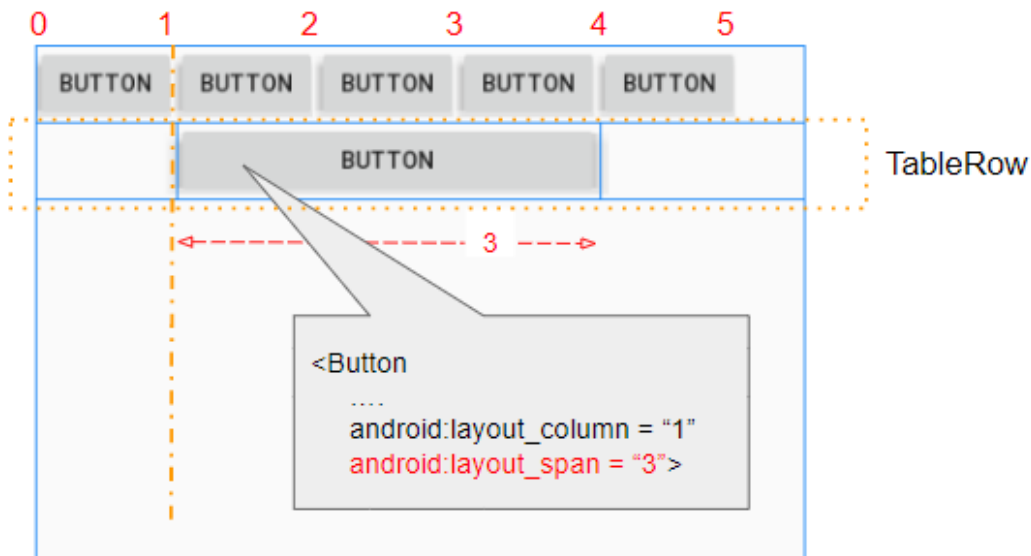 0 1 2 3 4 5
BUTTON BUTTON BUTTON BUTTON BUTTON
BUTTON
TableRow
3
<Button
....
android:layout_column = “1”
android:layout_span = “3”>